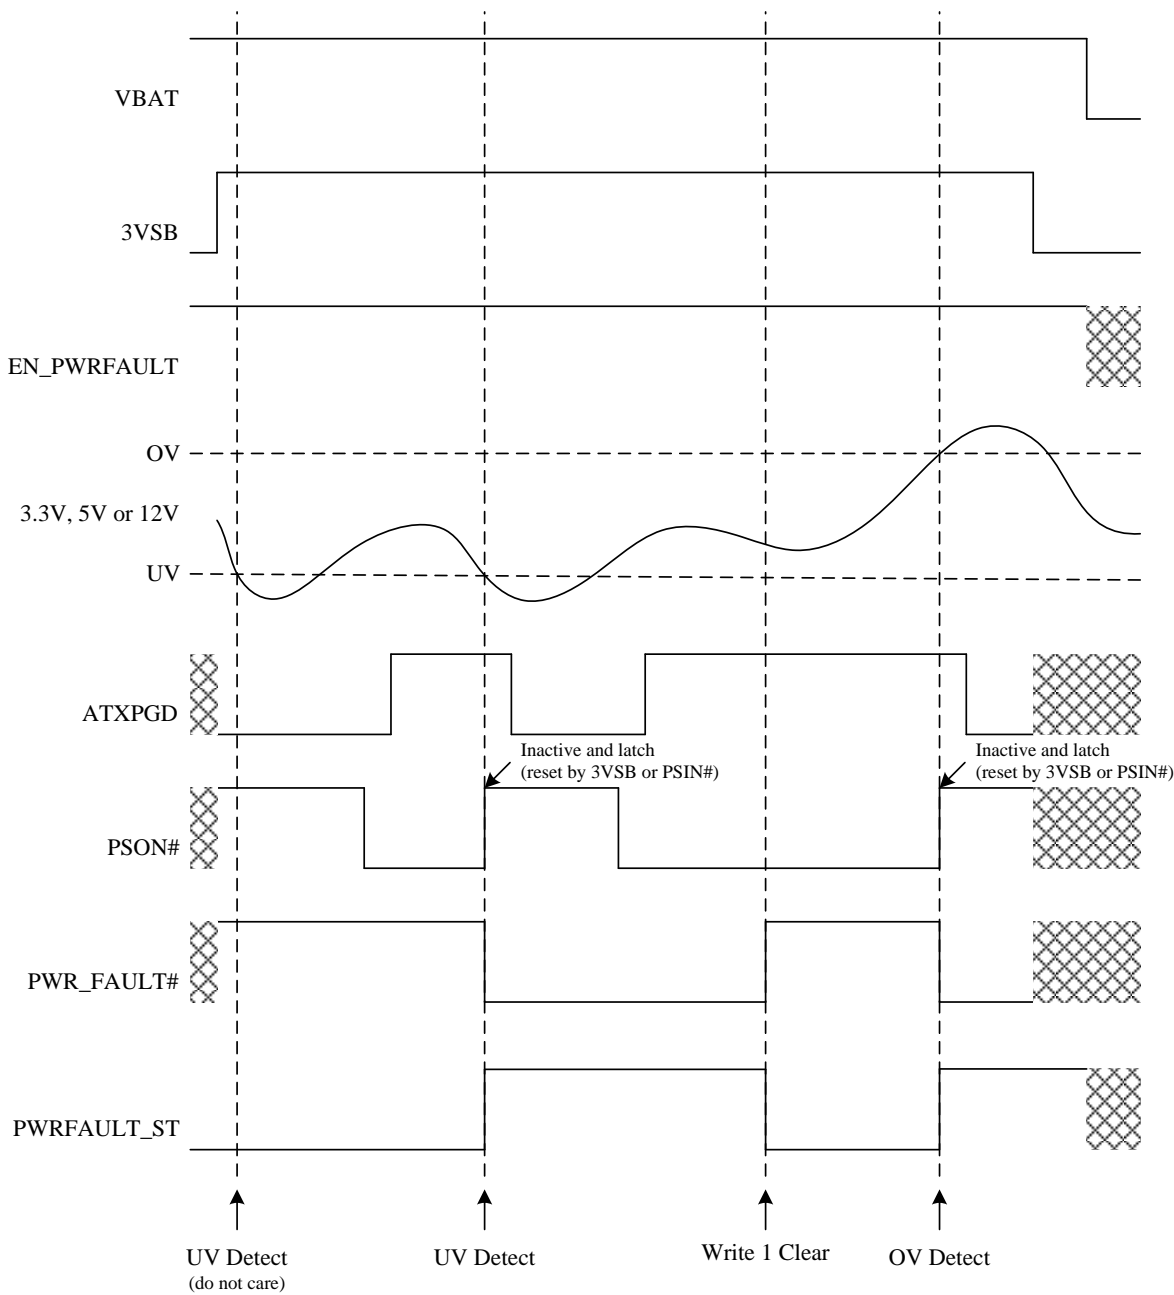 VBAT
3VSB
EN_PWRFAULT
OV
3.3V, 5V or 12V
UV
ATXPGD
Inactive and latch
(reset by 3VSB or PSIN#)
Inactive and latch
(reset by 3VSB or PSIN#)
PSON#
PWR_FAULT#
PWRFAULT_ST
UV Detect
(do not care)
UV Detect
Write 1 Clear
OV Detect